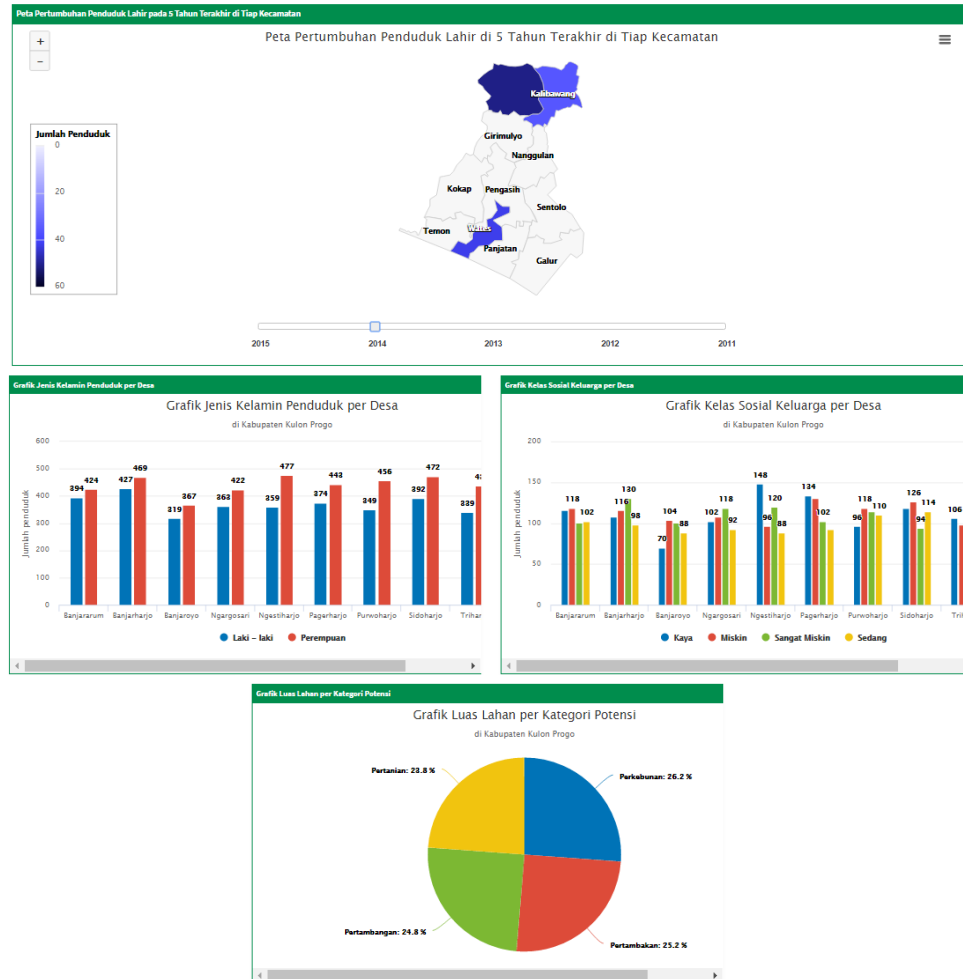 Peta Pertumbuhan Penduduk Lahir pada 5 Tahun Terakhir di Tiap Kecamatan
Peta Pertumbuhan Penduduk Lahir di 5 Tahun Terakhir di Tiap Kecamatan
+
−
Kalibawang
Girimulyo
Nanggulan
Kokap
Pengasih
Sentolo
Temon
Wates
Panjatan
Galur
Jumlah Penduduk
0
20
40
60
2015 2014 2013 2012 2011
Grafik Jenis Kelamin Penduduk per Desa
Grafik Jenis Kelamin Penduduk per Desa
di Kabupaten Kulon Progo
Jumlah penduduk
600
500
400
300
200
100
0
394 424 427 469 319 367 363 422 359 477 374 443 349 456 392 472 339
Banjararum Banjarharjo Banjaroyo Ngargosari Ngestiharjo Pagerharjo Purwoharjo Sidoharjo Trihar
Laki - laki Perempuan
Grafik Kelas Sosial Keluarga per Desa
Grafik Kelas Sosial Keluarga per Desa
di Kabupaten Kulon Progo
Jumlah penduduk
200
150
100
50
0
118 102 116 130 98 70 104 88 102 118 92 148 96 120 88 134 102 96 118 110 126 94 114 106
Banjararum Banjarharjo Banjaroyo Ngargosari Ngestiharjo Pagerharjo Purwoharjo Sidoharjo Tri
Kaya Miskin Sangat Miskin Sedang
Grafik Luas Lahan per Kategori Potensi
Grafik Luas Lahan per Kategori Potensi
di Kabupaten Kulon Progo
Pertanian: 23.8 %
Perkebunan: 26.2 %
Pertambangan: 24.8 %
Pertambakan: 25.2 %